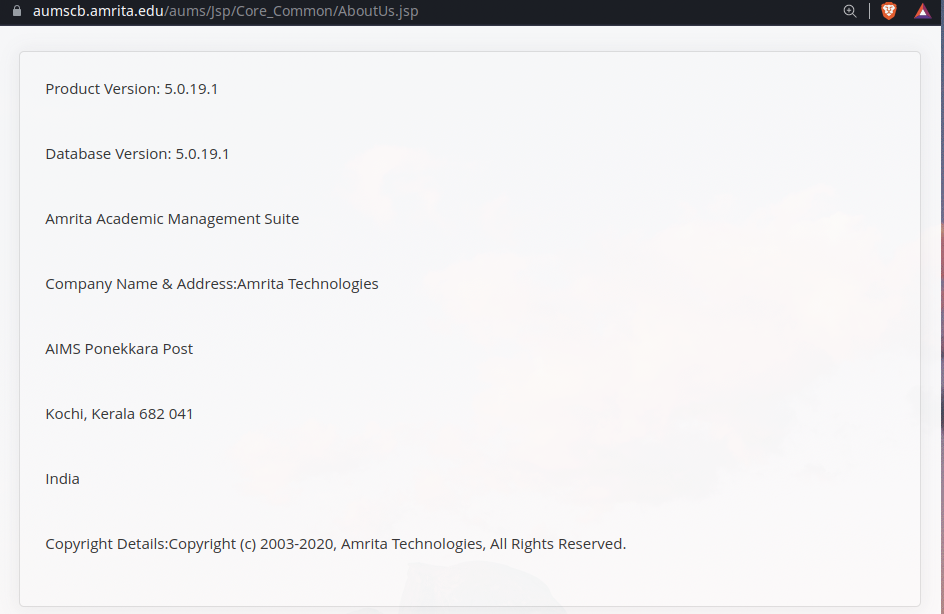 aumscb.amrita.edu/aums/Jsp/Core_Common/AboutUs.jsp
Product Version: 5.0.19.1
Database Version: 5.0.19.1
Amrita Academic Management Suite
Company Name & Address:Amrita Technologies
AIMS Ponekkara Post
Kochi, Kerala 682 041
India
Copyright Details:Copyright (c) 2003-2020, Amrita Technologies, All Rights Reserved.